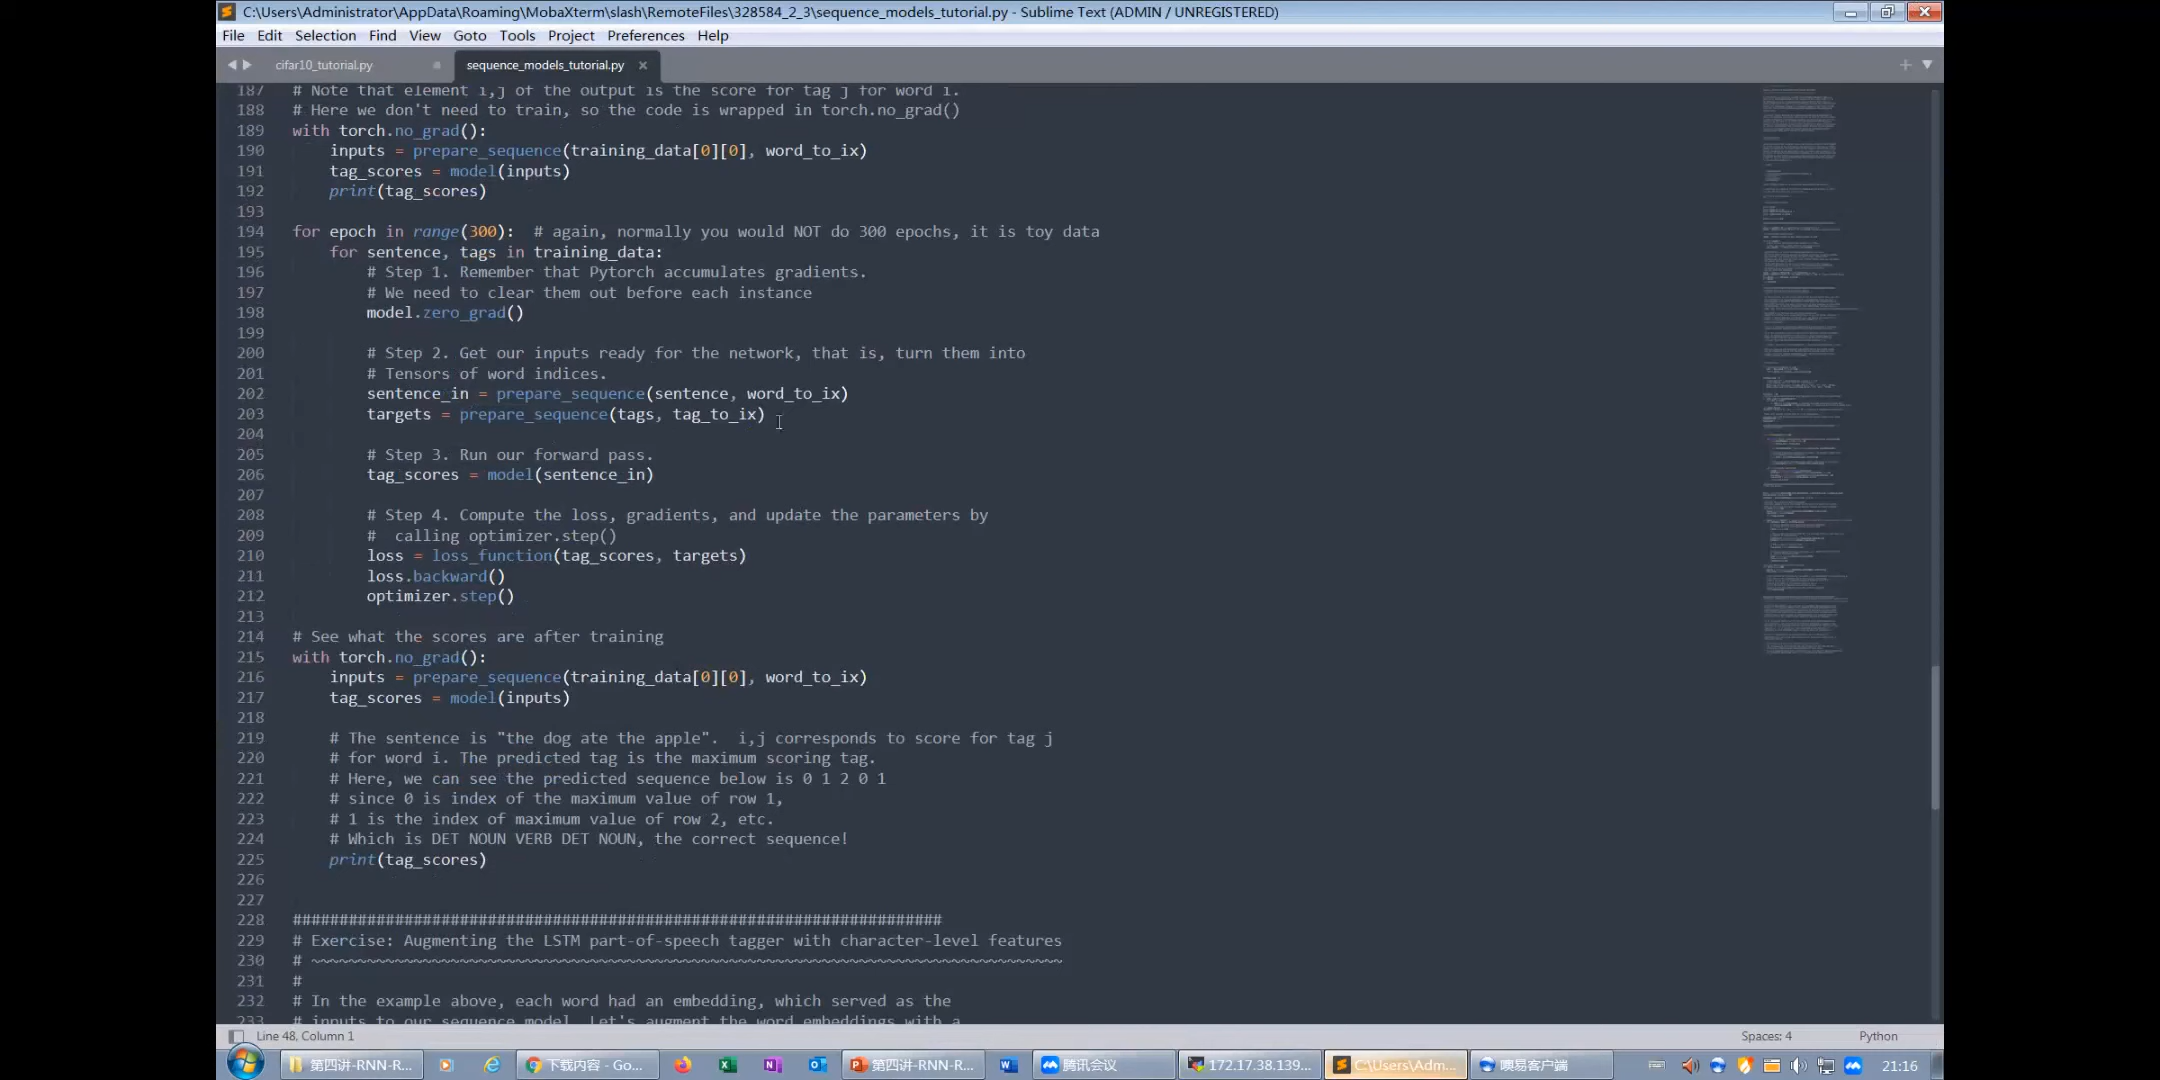 C:\Users\Administrator\AppData\Roaming\MobaXterm\slash\RemoteFiles\328584_2_3\sequence_models_tutorial.py - Sublime Text (ADMIN / UNREGISTERED)
File Edit Selection Find View Goto Tools Project Preferences Help
cifar10_tutorial.py sequence_models_tutorial.py
187 # Note that element i,j of the output is the score for tag j for word i.
188 # Here we don't need to train, so the code is wrapped in torch.no_grad()
189 with torch.no_grad():
190 inputs = prepare_sequence(training_data[0][0], word_to_ix)
191 tag_scores = model(inputs)
192 print(tag_scores)
193
194 for epoch in range(300): # again, normally you would NOT do 300 epochs, it is toy data
195 for sentence, tags in training_data:
196 # Step 1. Remember that Pytorch accumulates gradients.
197 # We need to clear them out before each instance
198 model.zero_grad()
199
200 # Step 2. Get our inputs ready for the network, that is, turn them into
201 # Tensors of word indices.
202 sentence_in = prepare_sequence(sentence, word_to_ix)
203 targets = prepare_sequence(tags, tag_to_ix)
204
205 # Step 3. Run our forward pass.
206 tag_scores = model(sentence_in)
207
208 # Step 4. Compute the loss, gradients, and update the parameters by
209 # calling optimizer.step()
210 loss = loss_function(tag_scores, targets)
211 loss.backward()
212 optimizer.step()
213
214 # See what the scores are after training
215 with torch.no_grad():
216 inputs = prepare_sequence(training_data[0][0], word_to_ix)
217 tag_scores = model(inputs)
218
219 # The sentence is "the dog ate the apple". i,j corresponds to score for tag j
220 # for word i. The predicted tag is the maximum scoring tag.
221 # Here, we can see the predicted sequence below is 0 1 2 0 1
222 # since 0 is index of the maximum value of row 1,
223 # 1 is the index of maximum value of row 2, etc.
224 # Which is DET NOUN VERB DET NOUN, the correct sequence!
225 print(tag_scores)
226
227
228 ######################################################################
229 # Exercise: Augmenting the LSTM part-of-speech tagger with character-level features
230 # ~~~~~~~~~~~~~~~~~~~~~~~~~~~~~~~~~~~~~~~~~~~~~~~~~~~~~~~~~~~~~~~~~~~~~~~~~~~~~~~~~
231 #
232 # In the example above, each word had an embedding, which served as the
233 # inputs to our sequence model. Let's augment the word embeddings with a
Line 48, Column 1 Spaces: 4 Python
第四讲-RNN-R... 下载内容 - Go... 第四讲-RNN-R... 腾讯会议 172.17.38.139... C:\Users\Adm... 噢易客户端 21:16